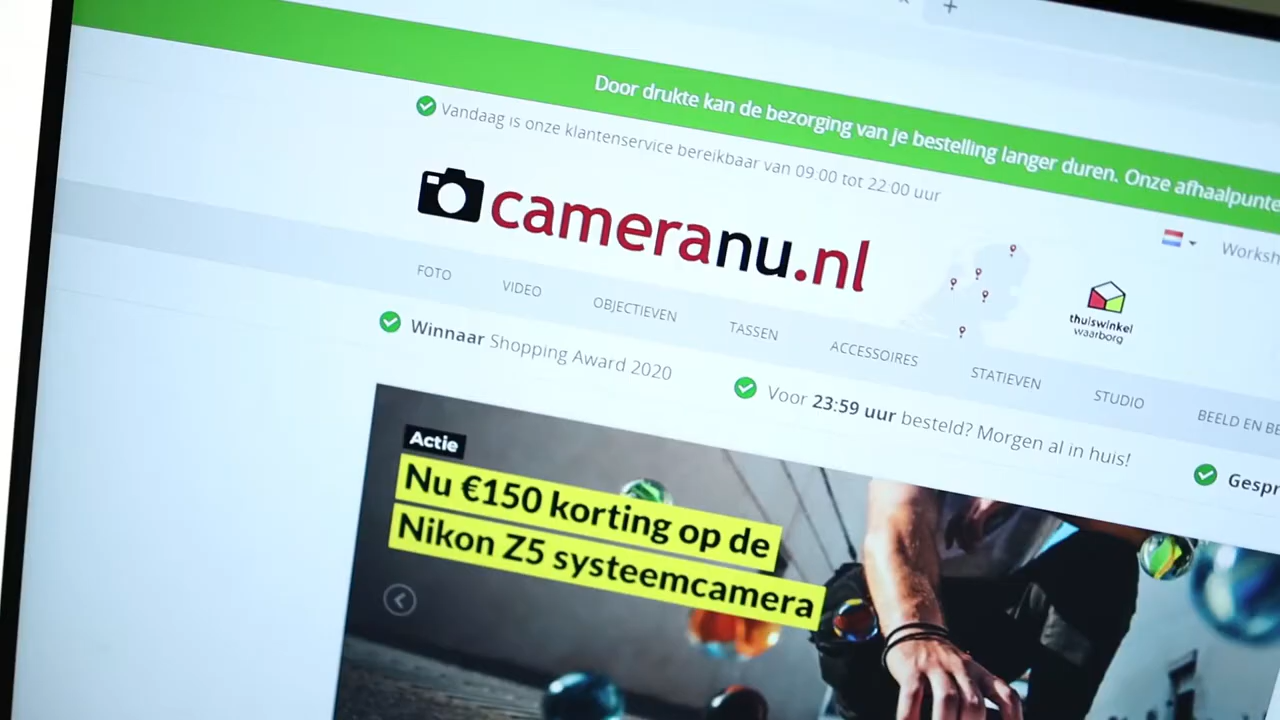 Door drukte kan de bezorging van je bestelling langer duren. Onze afhaalpunte
Vandaag is onze klantenservice bereikbaar van 09:00 tot 22:00 uur
Worksh
cameranu.nl
thuiswinkel
waarborg
FOTO VIDEO OBJECTIEVEN TASSEN ACCESSOIRES STATIEVEN STUDIO BEELD EN BE
Winnaar Shopping Award 2020
Voor 23:59 uur besteld? Morgen al in huis!
Gespr
Actie
Nu €150 korting op de
Nikon Z5 systeemcamera